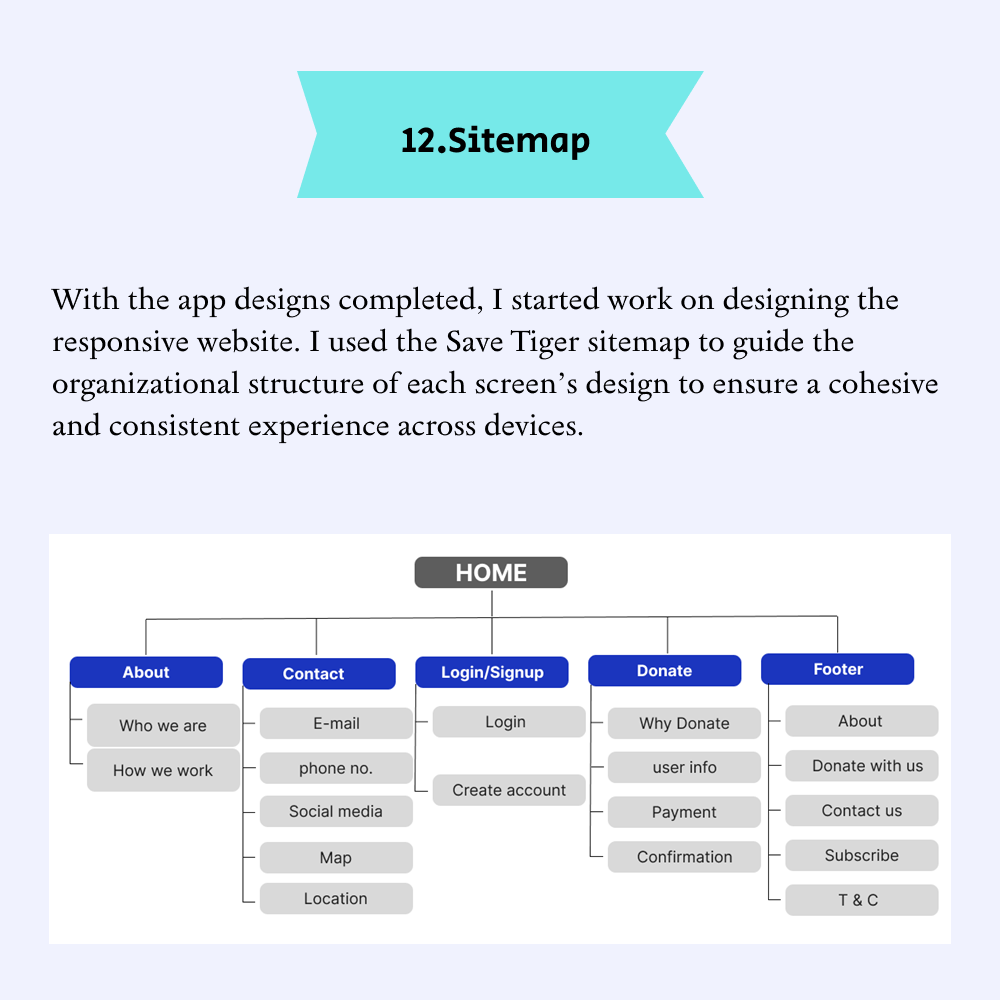 12.Sitemap
With the app designs completed, I started work on designing the
responsive website. I used the Save Tiger sitemap to guide the
organizational structure of each screen’s design to ensure a cohesive
and consistent experience across devices.
HOME
About
Who we are
How we work
Contact
E-mail
phone no.
Social media
Map
Location
Login/Signup
Login
Create account
Donate
Why Donate
user info
Payment
Confirmation
Footer
About
Donate with us
Contact us
Subscribe
T & C